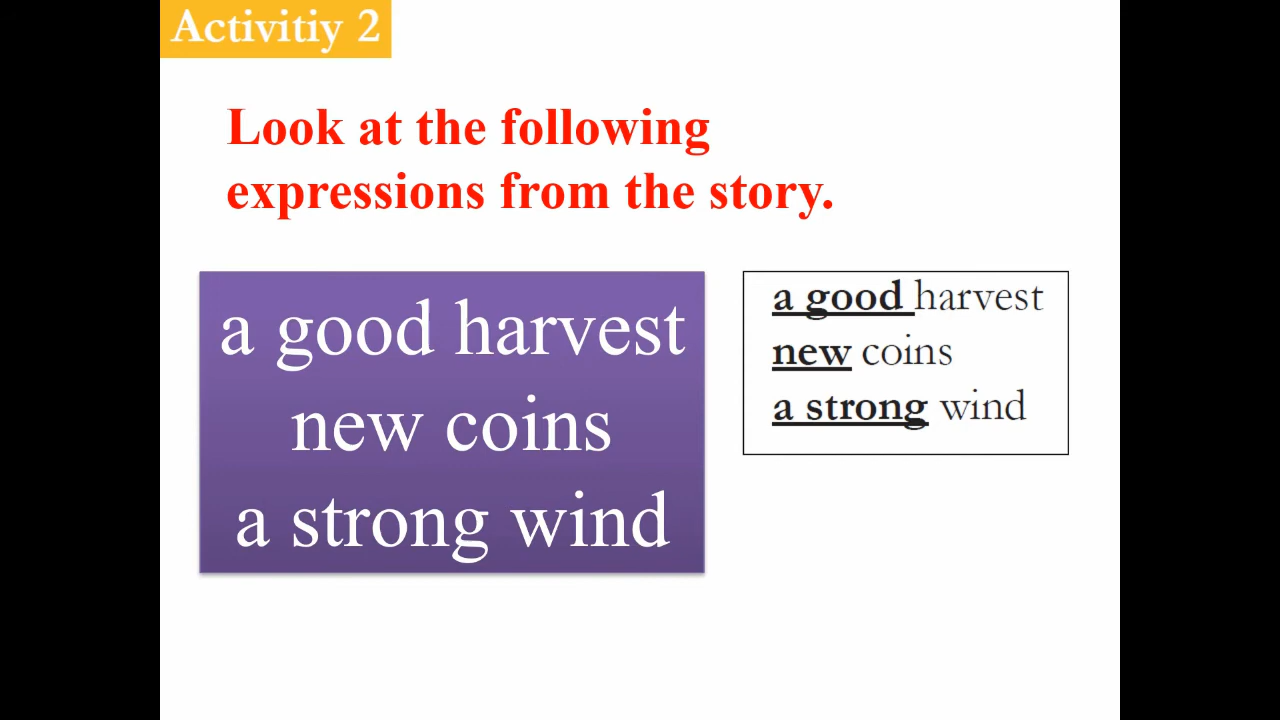 Activitiy 2
Look at the following
expressions from the story.
a good harvest
new coins
a strong wind
a good harvest
new coins
a strong wind